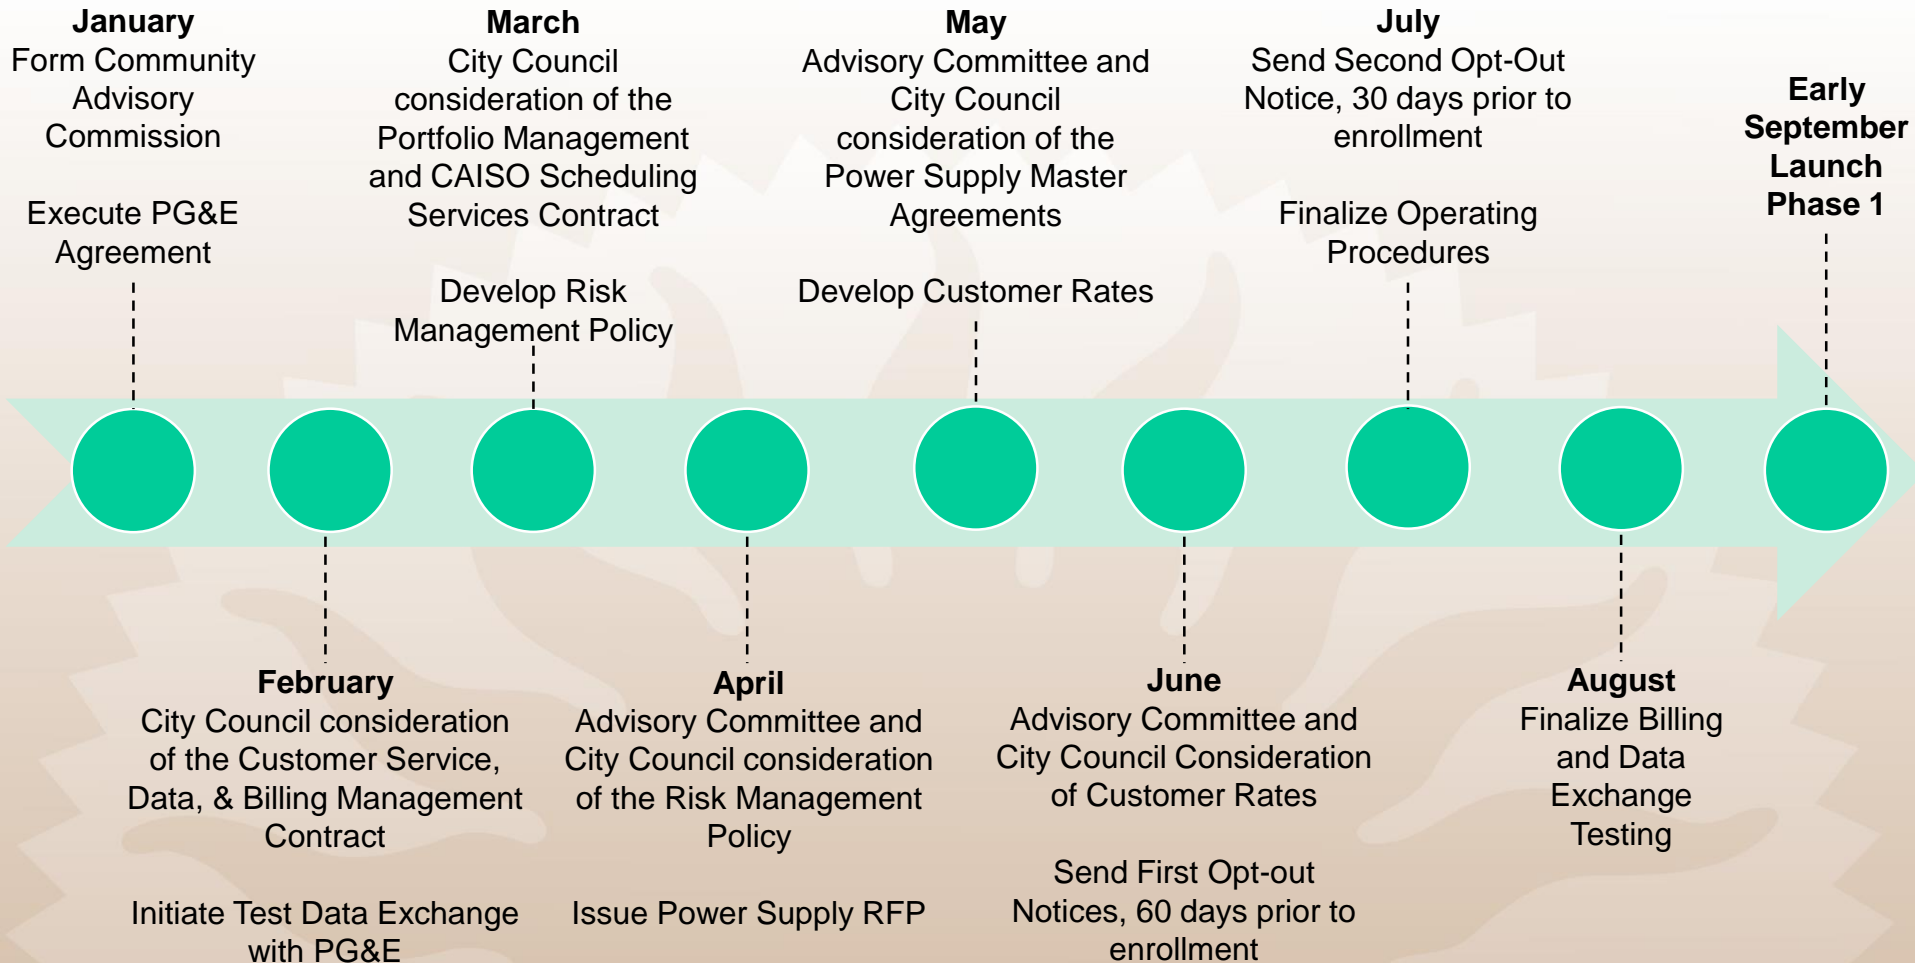 January
Form Community
Advisory
Commission
Execute PG&E
Agreement
March
City Council
consideration of the
Portfolio Management
and CAISO Scheduling
Services Contract
Develop Risk
Management Policy
May
Advisory Committee and
City Council
consideration of the
Power Supply Master
Agreements
Develop Customer Rates
July
Send Second Opt-Out
Notice, 30 days prior to
enrollment
Finalize Operating
Procedures
Early
September
Launch
Phase 1
February
City Council consideration
of the Customer Service,
Data, & Billing Management
Contract
Initiate Test Data Exchange
with PG&E
April
Advisory Committee and
City Council consideration
of the Risk Management
Policy
Issue Power Supply RFP
June
Advisory Committee and
City Council Consideration
of Customer Rates
Send First Opt-out
Notices, 60 days prior to
enrollment
August
Finalize Billing
and Data
Exchange
Testing